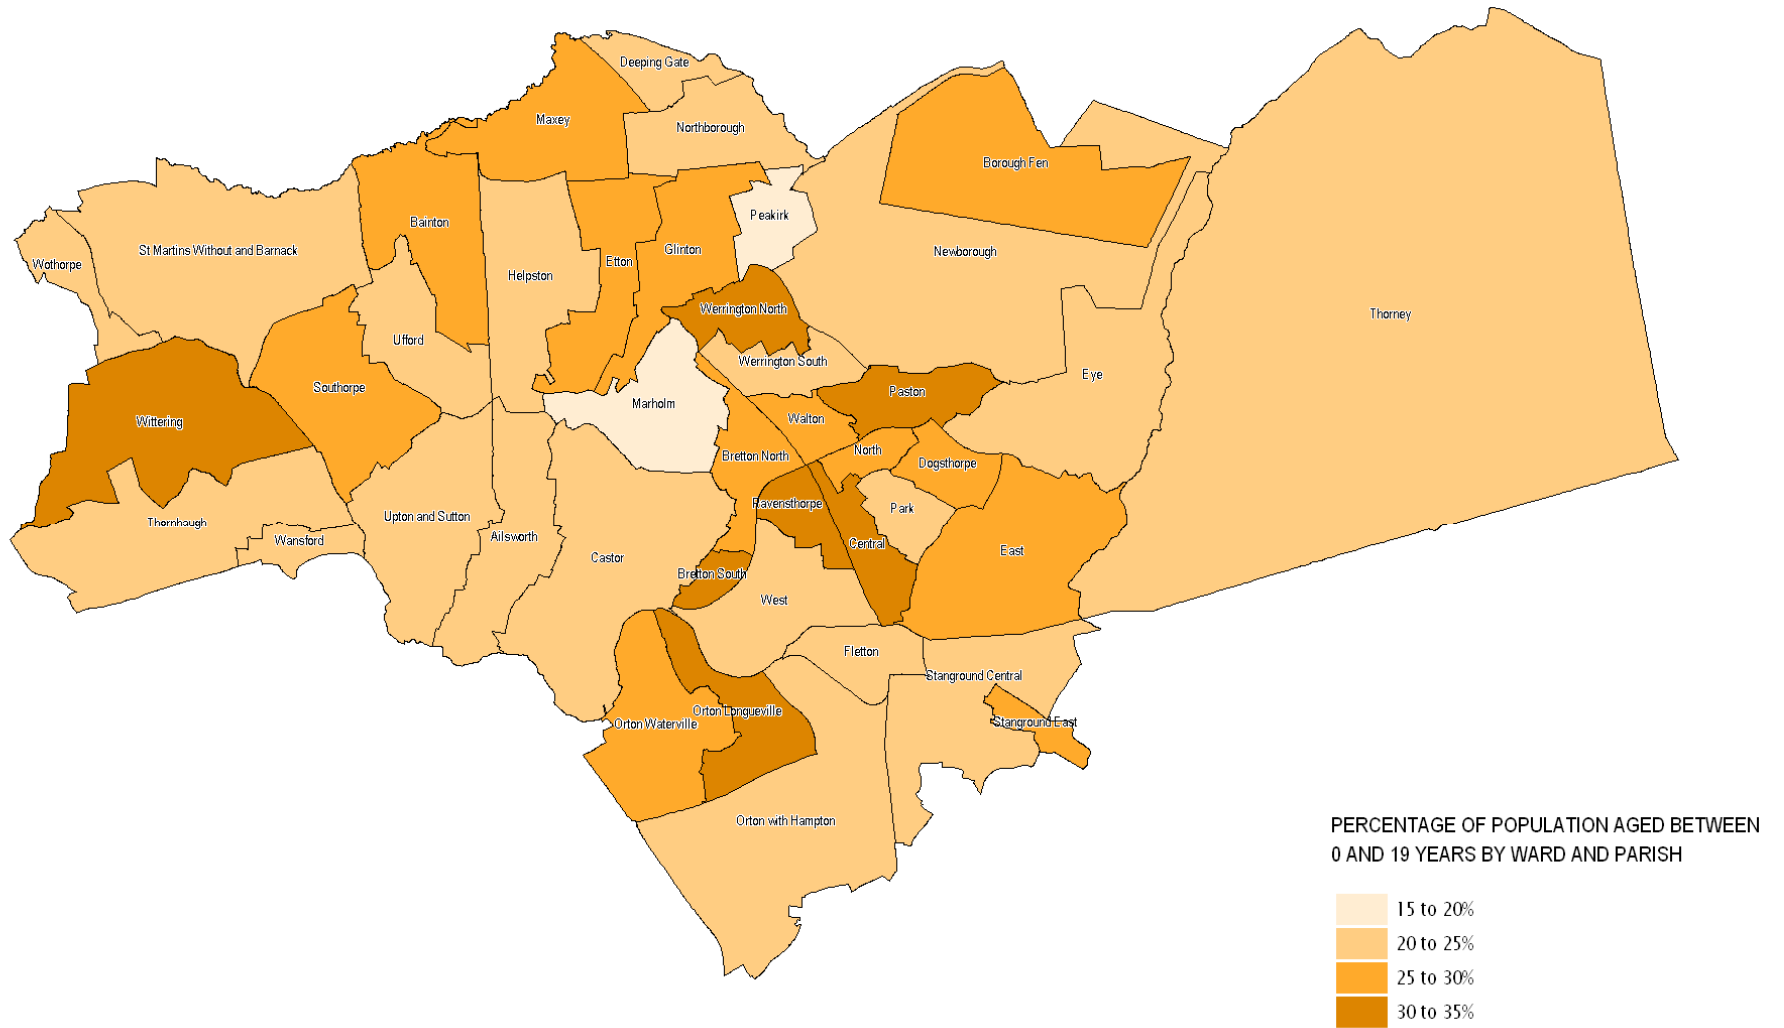 Deeping Gate
Maxey
Northborough
Borough Fen
Peakirk
Bainton
St Martins Without and Barnack
Glinton
Newborough
Etton
Wothorpe
Helpston
Werrington North
Thorney
Ufford
Werrington South
Eye
Southorpe
Paston
Marholm
Wittering
Walton
North
Bretton North
Dogsthorpe
Ravensthorpe
Park
Upton and Sutton
Thornhaugh
Ailsworth
Wansford
Central
East
Castor
Bretton South
West
Fletton
Stanground Central
Orton Longueville
Orton Waterville
Stanground East
Orton with Hampton
PERCENTAGE OF POPULATION AGED BETWEEN
0 AND 19 YEARS BY WARD AND PARISH
15 to 20%
20 to 25%
25 to 30%
30 to 35%